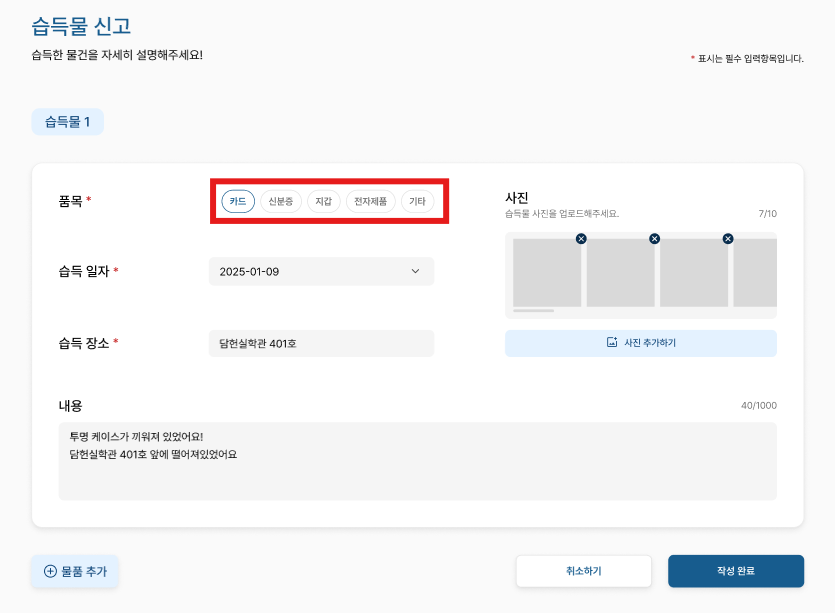 습득물 신고
습득한 물건을 자세히 설명해주세요!
* 표시는 필수 입력항목입니다.
습득물 1
품목 *
카드 신분증 지갑 전자제품 기타
사진
습득물 사진을 업로드해주세요.
7/10
습득 일자 *
2025-01-09
습득 장소 *
담헌실학관 401호
사진 추가하기
내용
40/1000
투명 케이스가 끼워져 있었어요!
담헌실학관 401호 앞에 떨어져있었어요
물품 추가
취소하기
작성 완료